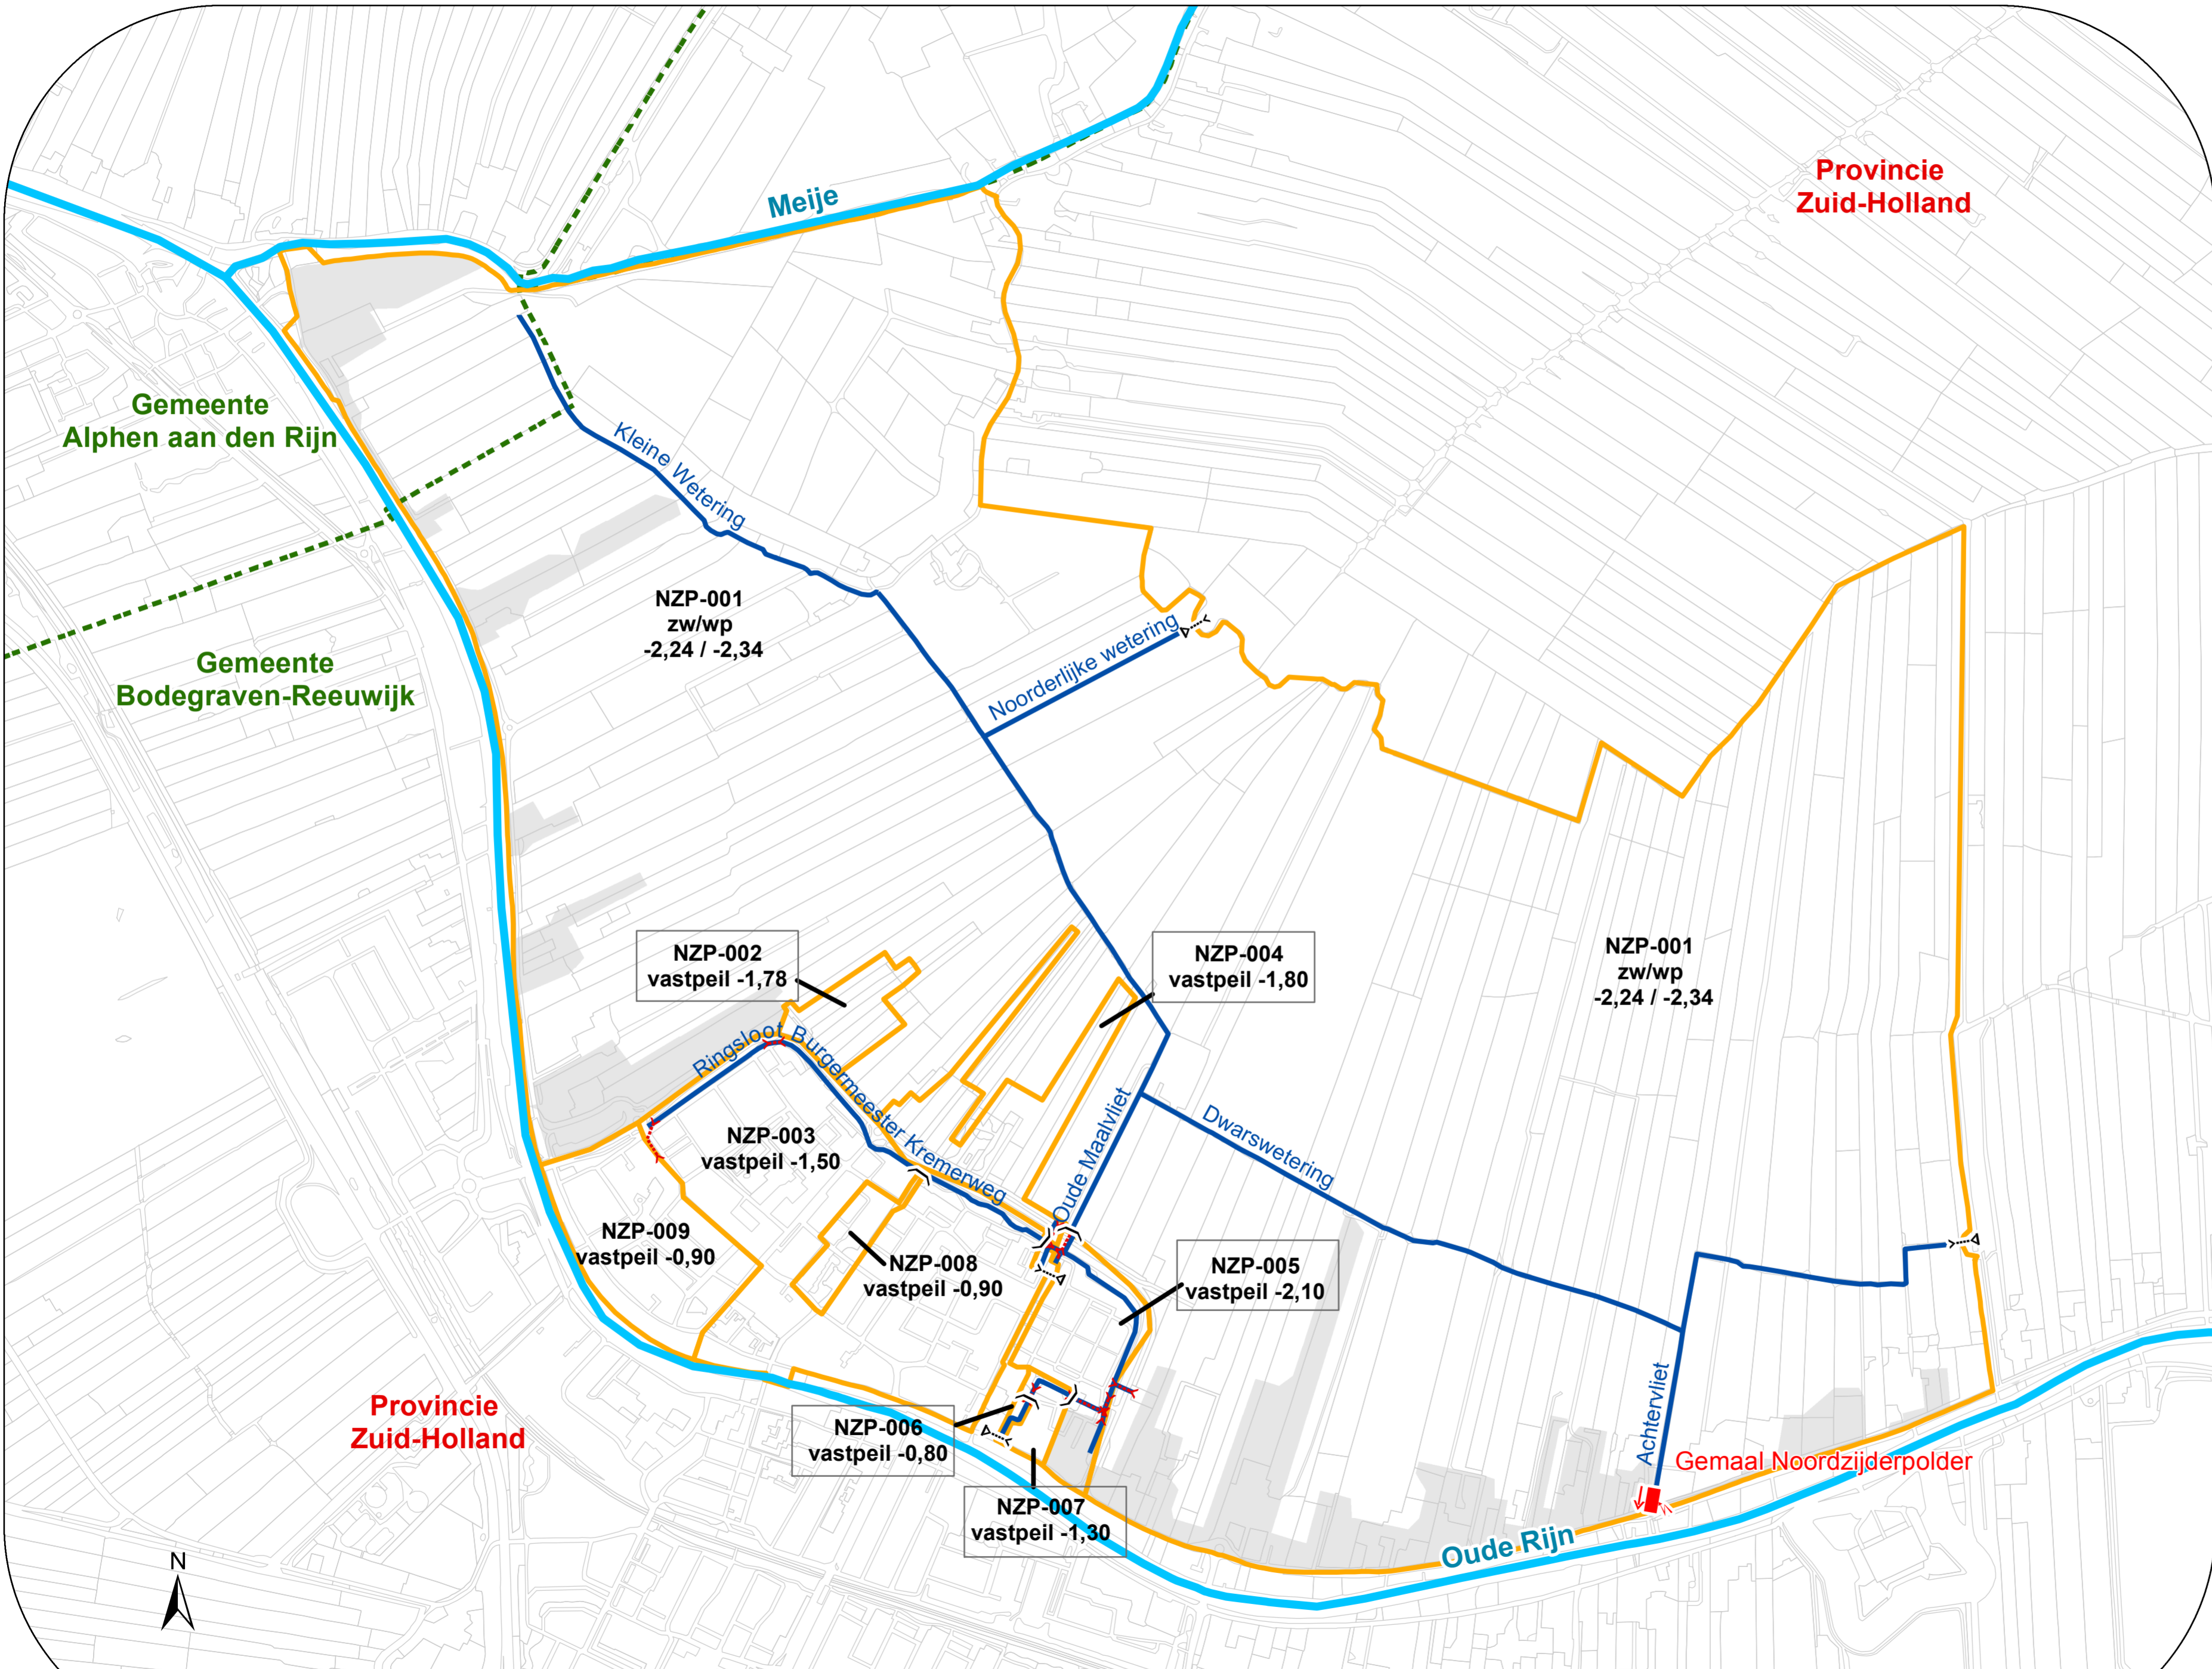 Provincie
Zuid-Holland
Meije
Gemeente
Alphen aan den Rijn
Kleine Wetering
NZP-001
zw/wp
-2,24 / -2,34
Noorderlijke wetering
Gemeente
Bodegraven-Reeuwijk
NZP-002
vastpeil -1,78
NZP-004
vastpeil -1,80
NZP-001
zw/wp
-2,24 / -2,34
Ringsloot Burgermeester Kremerweg
Oude Maalvliet
Dwarswetering
NZP-003
vastpeil -1,50
NZP-009
vastpeil -0,90
NZP-008
vastpeil -0,90
NZP-005
vastpeil -2,10
Achtervliet
Provincie
Zuid-Holland
NZP-006
vastpeil -0,80
Gemaal Noordzijderpolder
NZP-007
vastpeil -1,30
Oude Rijn
N